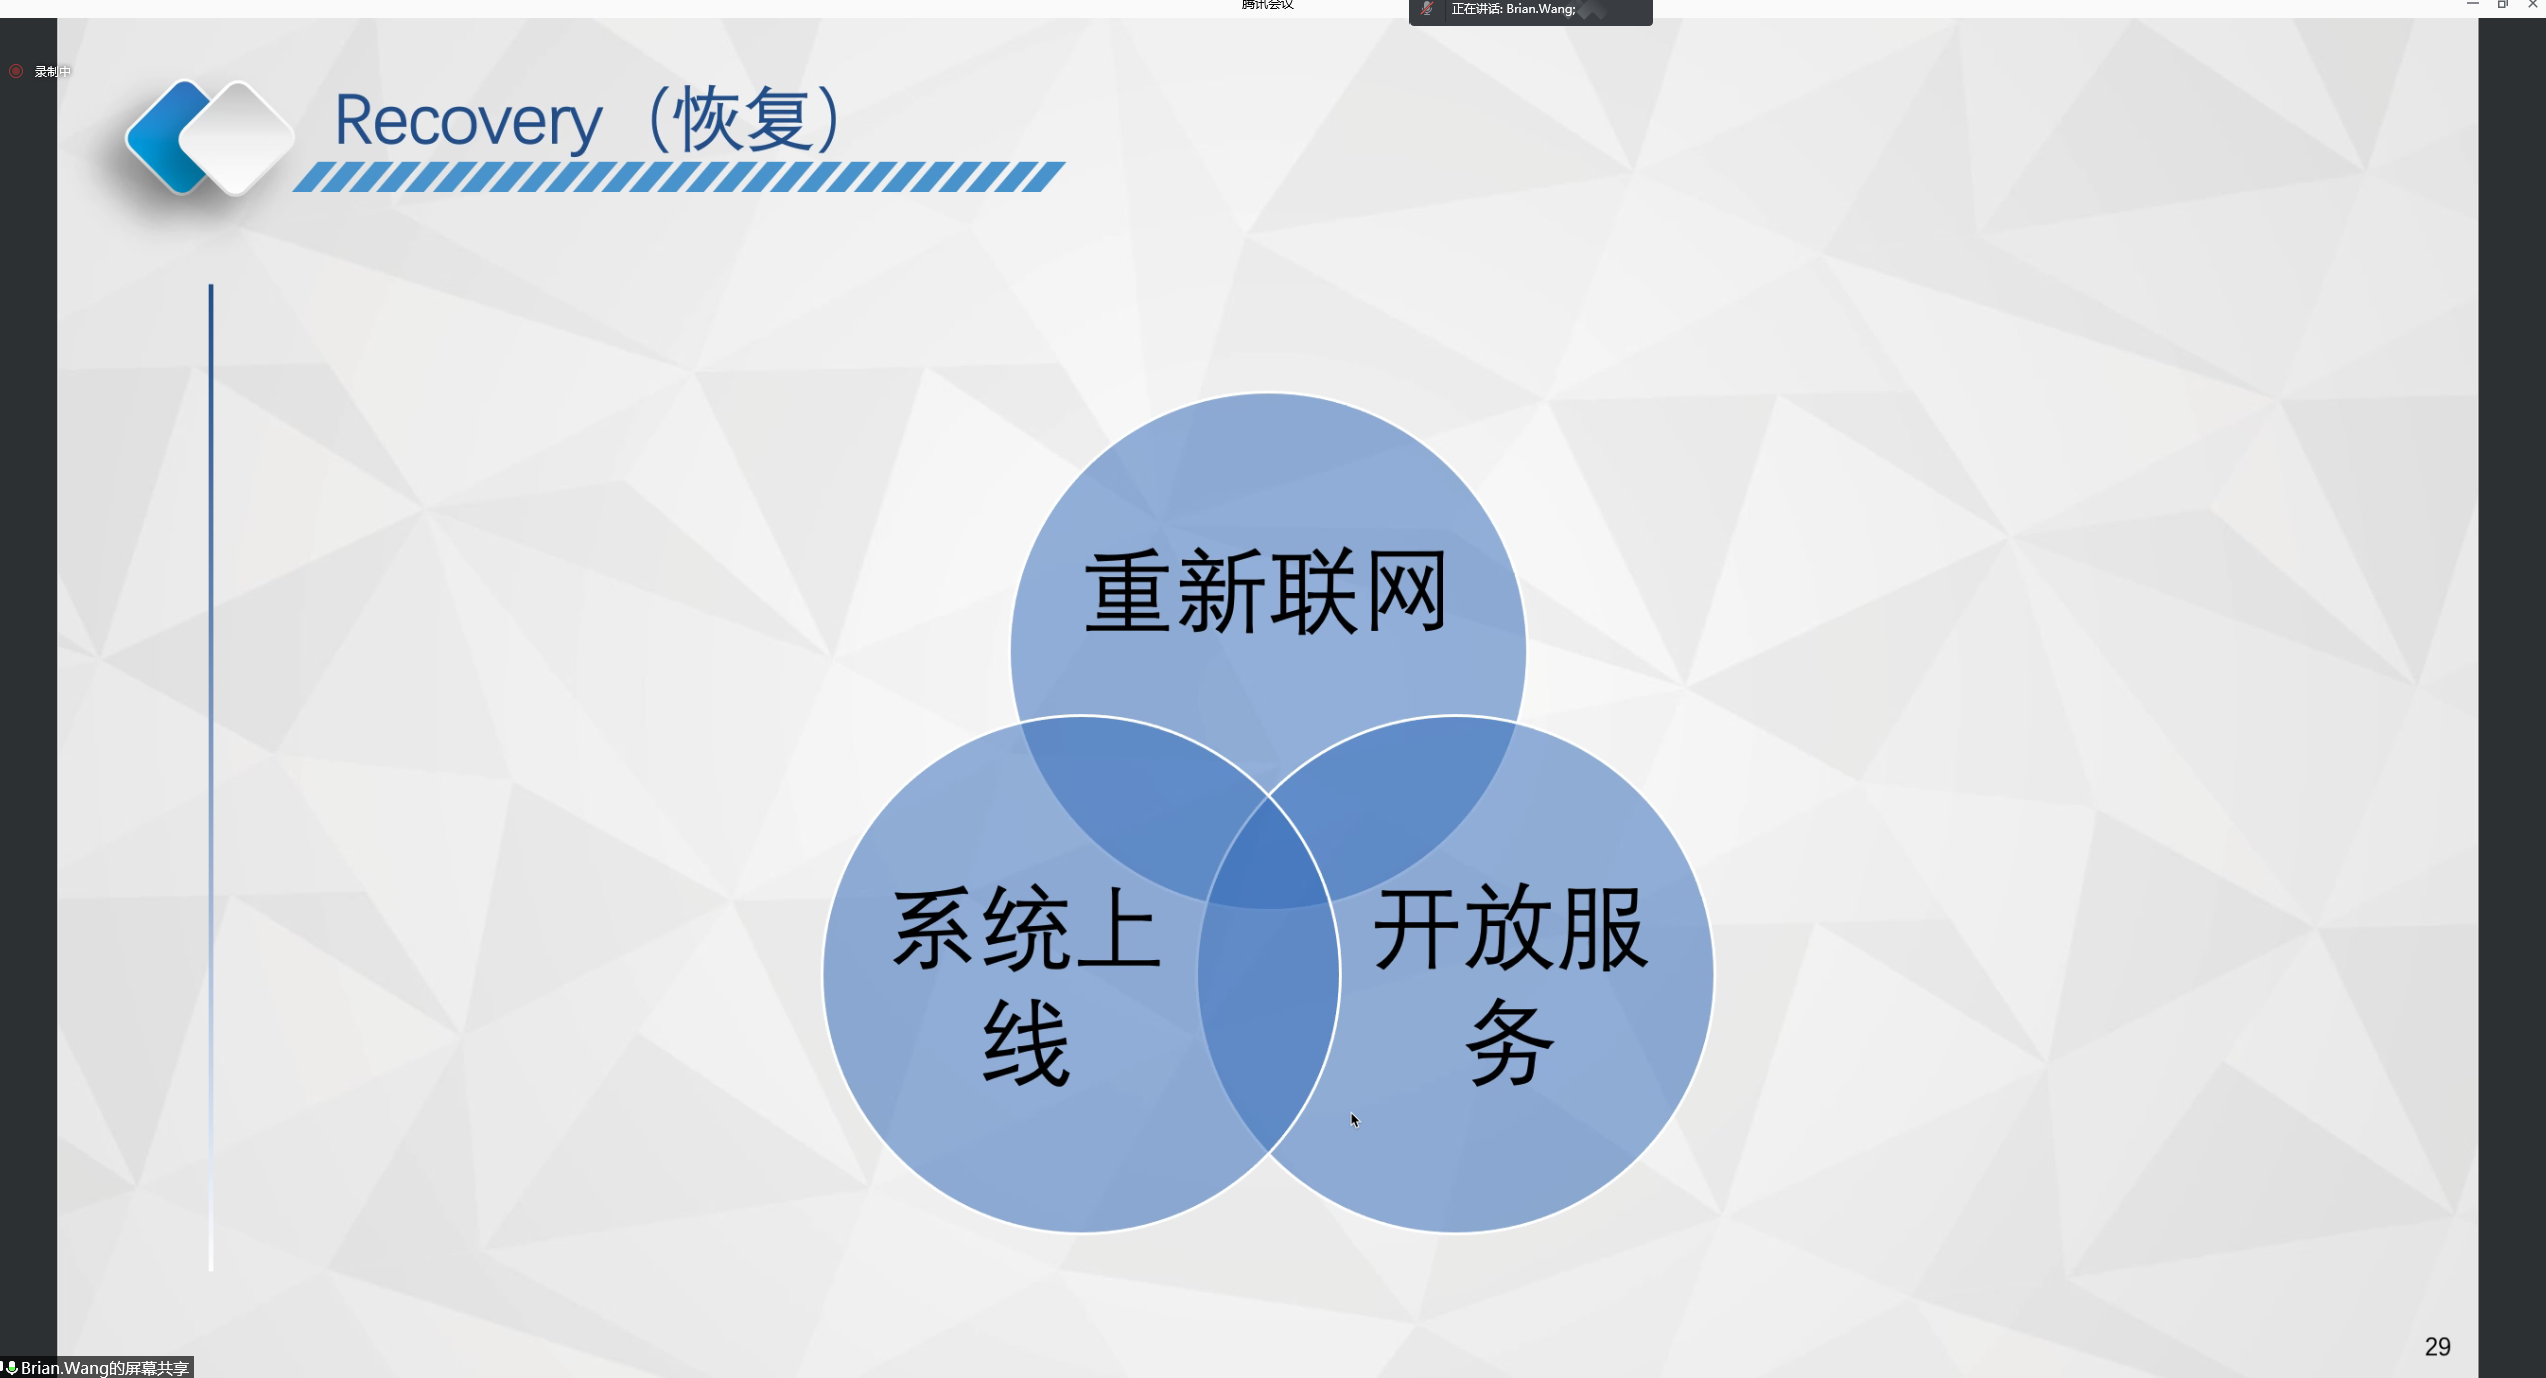 腾讯会议
正在讲话: Brian.Wang;
录制中
Recovery（恢复）
重新联网
系统上
线
开放服
务
29
Brian.Wang的屏幕共享